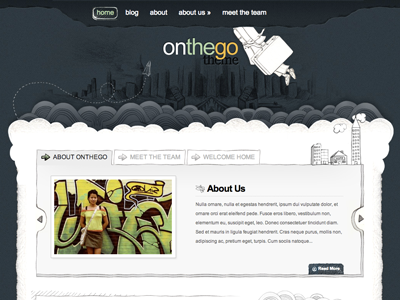 home blog about about us » meet the team
onthego
theme
ABOUT ONTHEGO MEET THE TEAM WELCOME HOME
About Us
Nulla ornare, nulla et egestas hendrerit, ipsum dui vulputate dolor, et
ornare orci erat eleifend pede. Fusce eros libero, vestibulum non,
elementum eu, suscipit eget, leo. Donec consectetuer tincidunt diam.
Sed et mauris in ligula feugiat hendrerit. Cras neque purus, mollis non,
adipiscing ac, pretium eget, turpis. Cum sociis natoque...
Read More